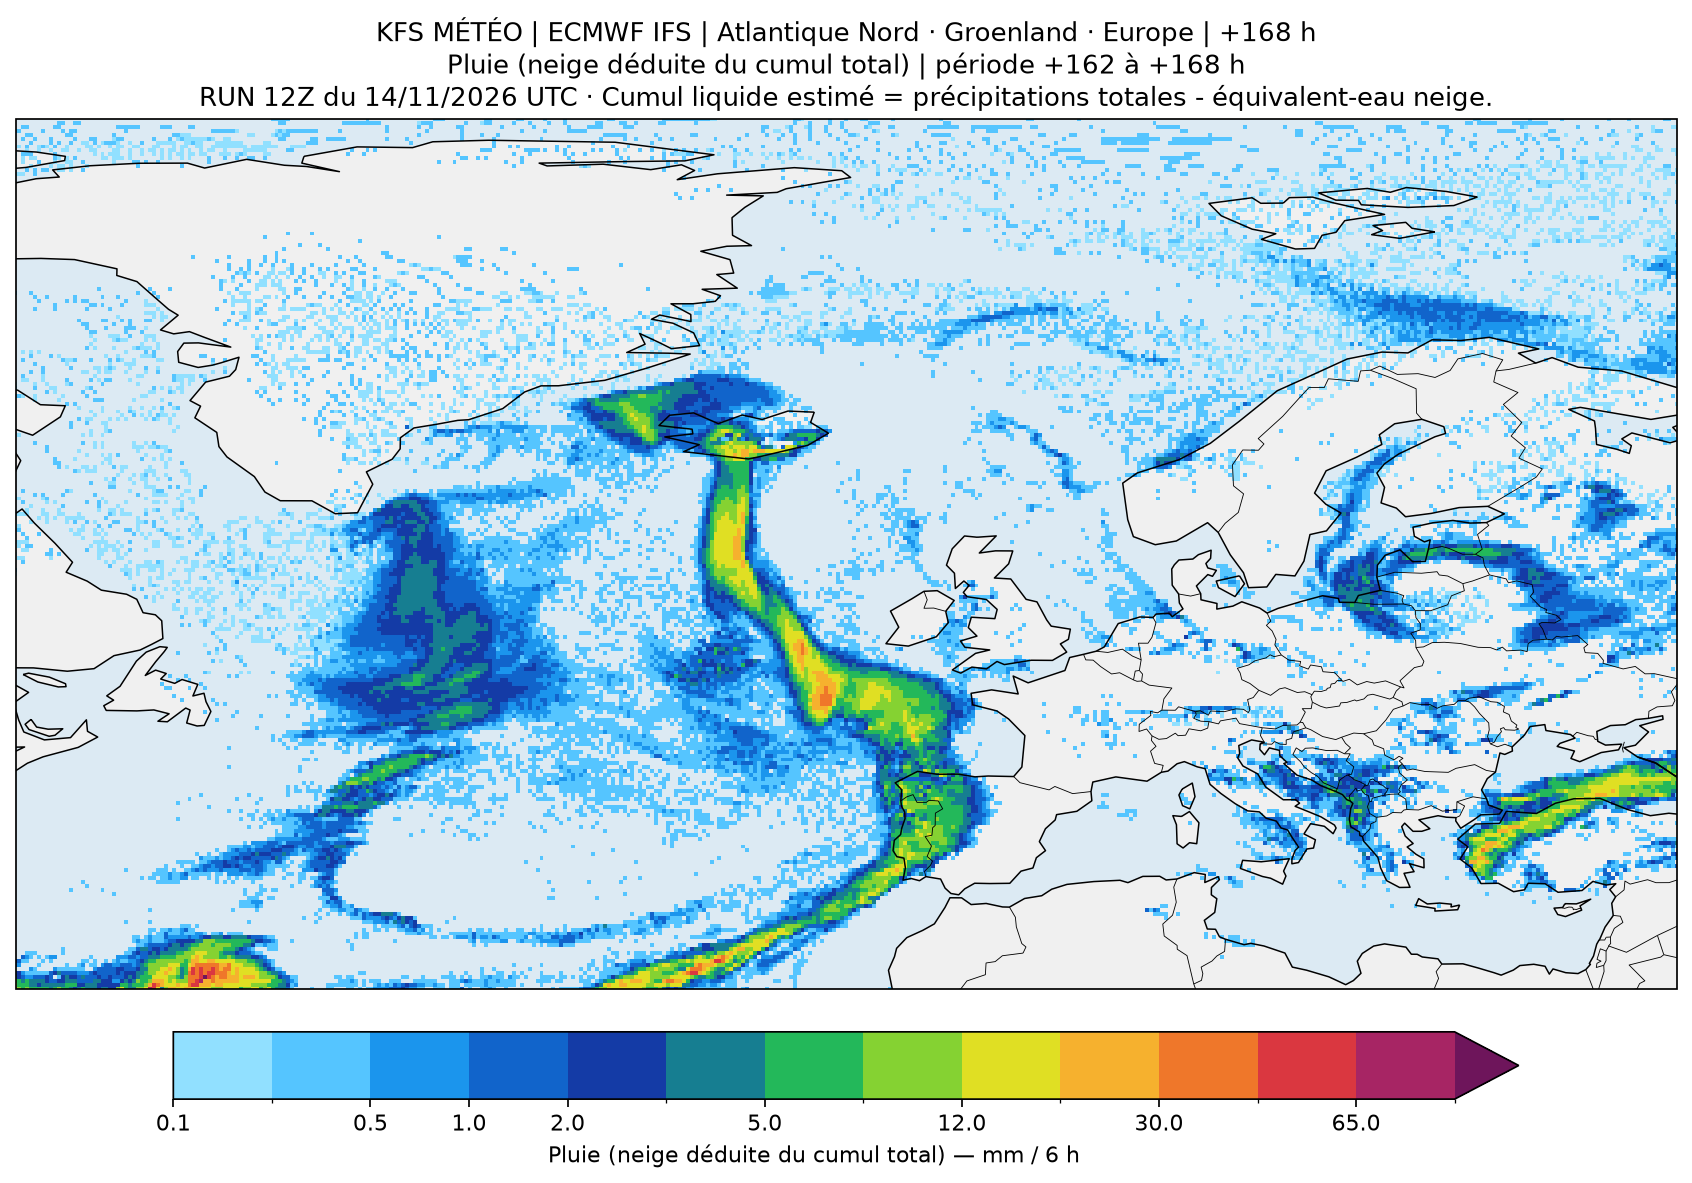 KFS MÉTÉO | ECMWF IFS | Atlantique Nord · Groenland · Europe | +168 h
Pluie (neige déduite du cumul total) | période +162 à +168 h
RUN 12Z du 14/11/2026 UTC · Cumul liquide estimé = précipitations totales - équivalent-eau neige.
0.1 0.5 1.0 2.0 5.0 12.0 30.0 65.0
Pluie (neige déduite du cumul total) — mm / 6 h